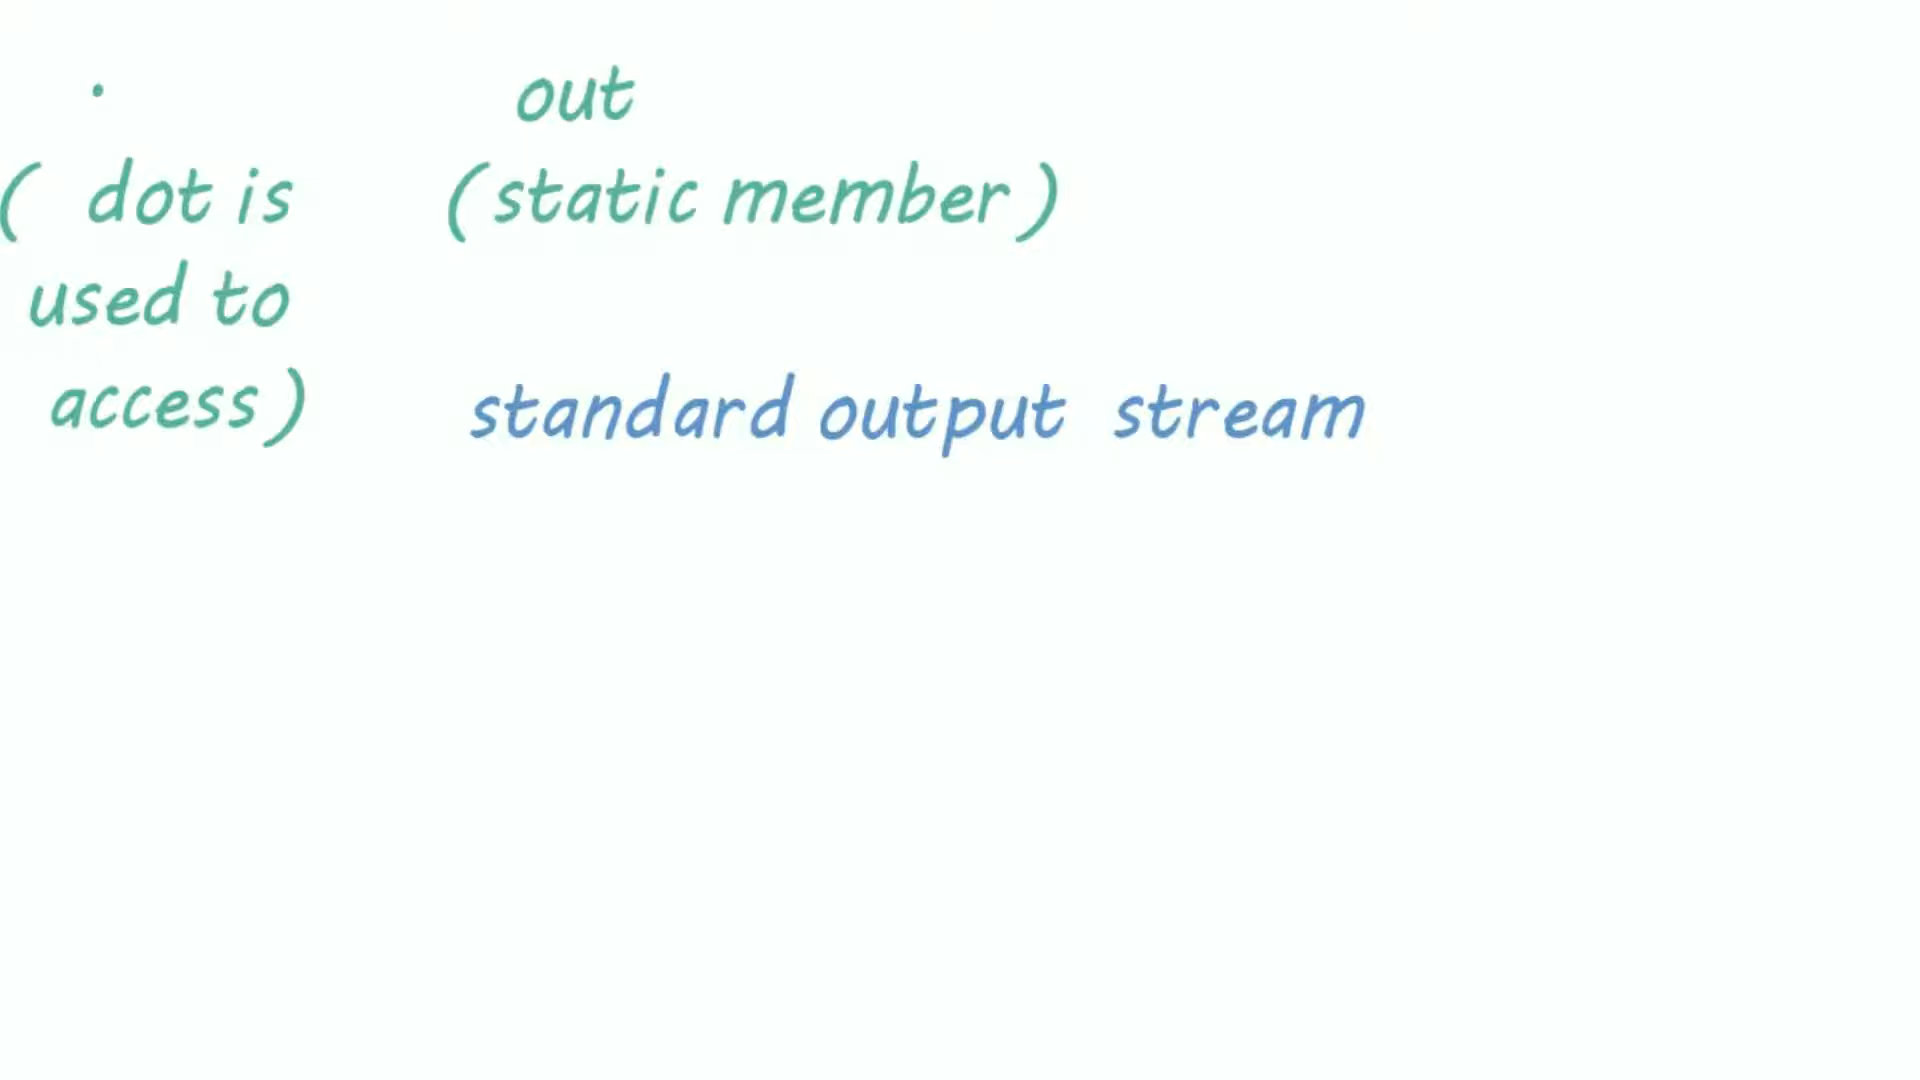 . out
( dot is (static member)
used to
access) standard output stream